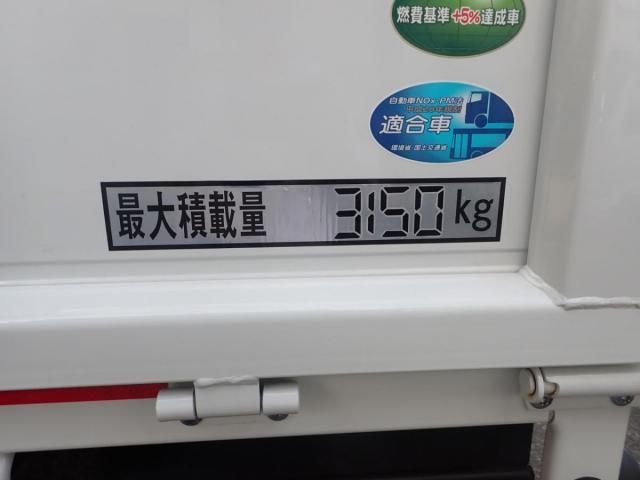 燃費基準+5%達成車
自動車NOx・PM法
適合車
環境省・国土交通省
最大積載量 3150 kg